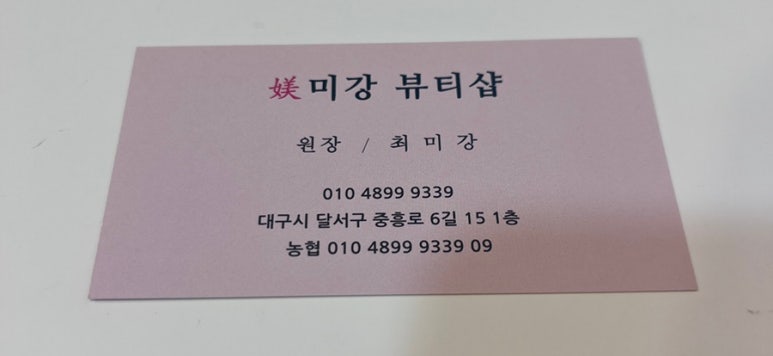 媄미강 뷰티샵
원장 / 최미강
010 4899 9339
대구시 달서구 중흥로 6길 15 1층
농협 010 4899 9339 09